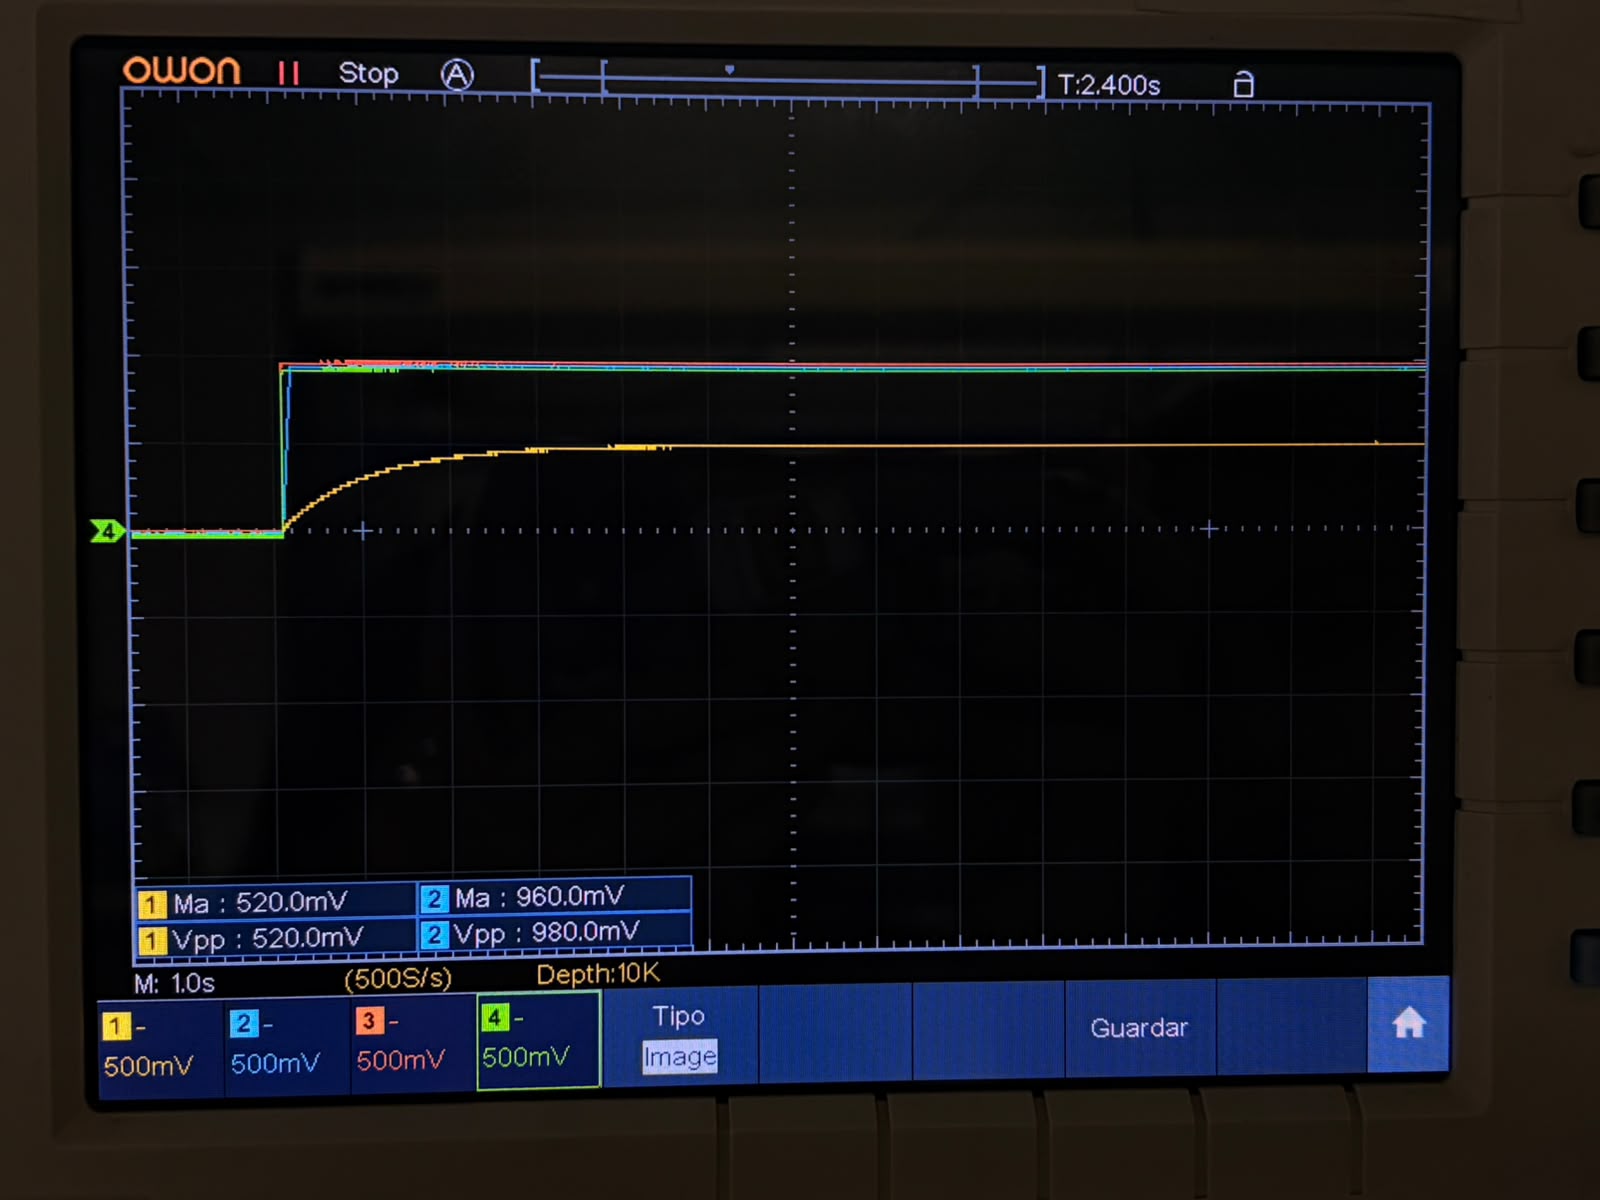 owon Stop A T:2.400s
4
1 Ma : 520.0mV 2 Ma : 960.0mV
1 Vpp : 520.0mV 2 Vpp : 980.0mV
M: 1.0s (500S/s) Depth:10K
1 - 2 - 3 - 4 - Tipo
500mV 500mV 500mV 500mV Image Guardar